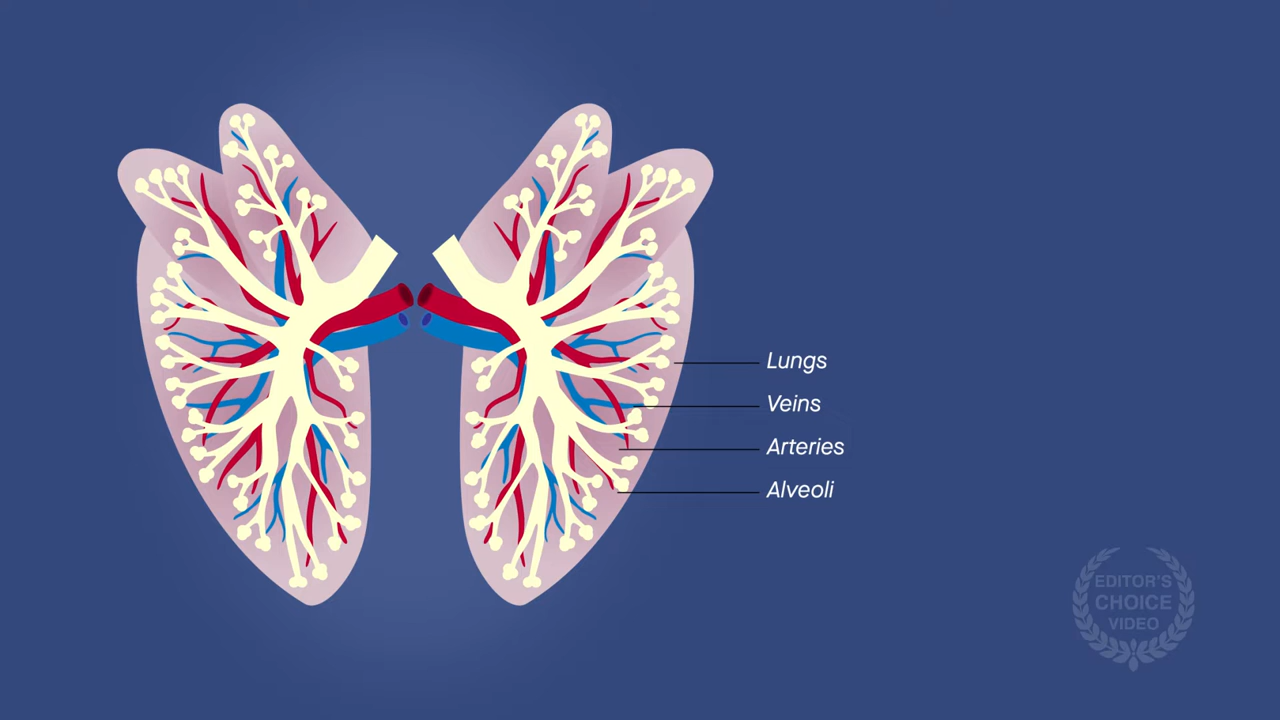 Lungs
Veins
Arteries
Alveoli
EDITOR'S
CHOICE
VIDEO